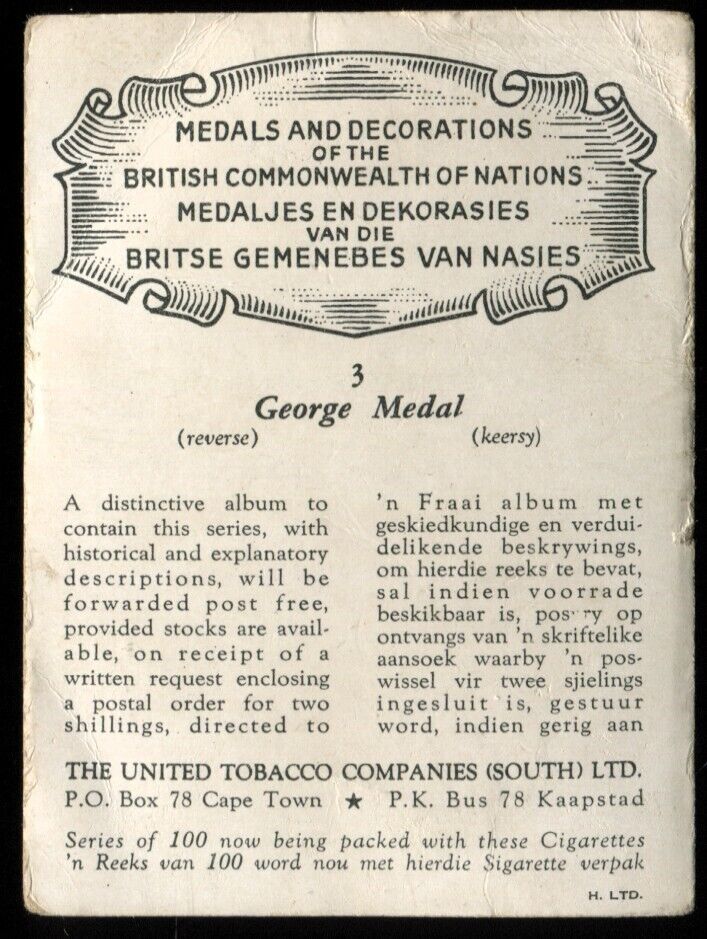 MEDALS AND DECORATIONS
OF THE
BRITISH COMMONWEALTH OF NATIONS
MEDALJES EN DEKORASIES
VAN DIE
BRITSE GEMENEBES VAN NASIES
3
George Medal
(reverse) (keersy)
A distinctive album to
contain this series, with
historical and explanatory
descriptions, will be
forwarded post free,
provided stocks are avail-
able, on receipt of a
written request enclosing
a postal order for two
shillings, directed to
'n Fraai album met
geskiedkundige en verdui-
delikende beskrywings,
om hierdie reeks te bevat,
sal indien voorrade
beskikbaar is, op
ontvangs van 'n skriftelike
aansoek waarby 'n pos-
wissel vir twee sjielings
ingesluit is, gestuur
word, indien gerig aan
THE UNITED TOBACCO COMPANIES (SOUTH) LTD.
P.O. Box 78 Cape Town ★ P.K. Bus 78 Kaapstad
Series of 100 now being packed with these Cigarettes
'n Reeks van 100 word nou met hierdie Sigarette verpak
H. LTD.